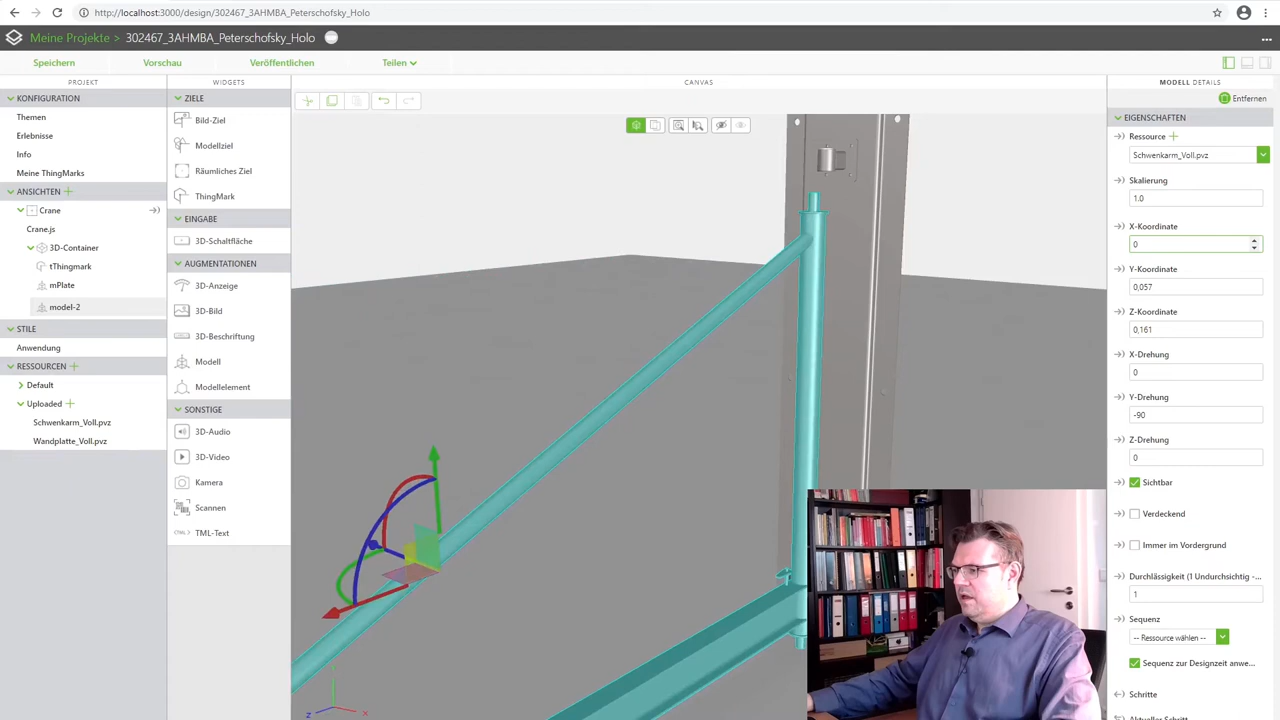 http://localhost:3000/design/302467_3AHMBA_Peterschofsky_Holo
Meine Projekte > 302467_3AHMBA_Peterschofsky_Holo
Speichern
Vorschau
Veröffentlichen
Teilen
PROJEKT
KONFIGURATION
Themen
Erlebnisse
Info
Meine ThingMarks
ANSICHTEN
Crane
Crane.js
3D-Container
tThingmark
mPlate
model-2
STILE
Anwendung
RESSOURCEN
Default
Uploaded
Schwenkarm_Voll.pvz
Wandplatte_Voll.pvz
WIDGETS
ZIELE
Bild-Ziel
Modellziel
Räumliches Ziel
ThingMark
EINGABE
3D-Schaltfläche
AUGMENTATIONEN
3D-Anzeige
3D-Bild
3D-Beschriftung
Modell
Modellelement
SONSTIGE
3D-Audio
3D-Video
Kamera
Scannen
TML-Text
CANVAS
Y
Z
X
MODELL DETAILS
Entfernen
EIGENSCHAFTEN
Ressource
Schwenkarm_Voll.pvz
Skalierung
1.0
X-Koordinate
0
Y-Koordinate
0,057
Z-Koordinate
0,161
X-Drehung
0
Y-Drehung
-90
Z-Drehung
0
Sichtbar
Verdeckend
Immer im Vordergrund
Durchlässigkeit (1 Undurchsichtig -...
1
Sequenz
-- Ressource wählen --
Sequenz zur Designzeit anwe...
Schritte
Aktueller Schritt